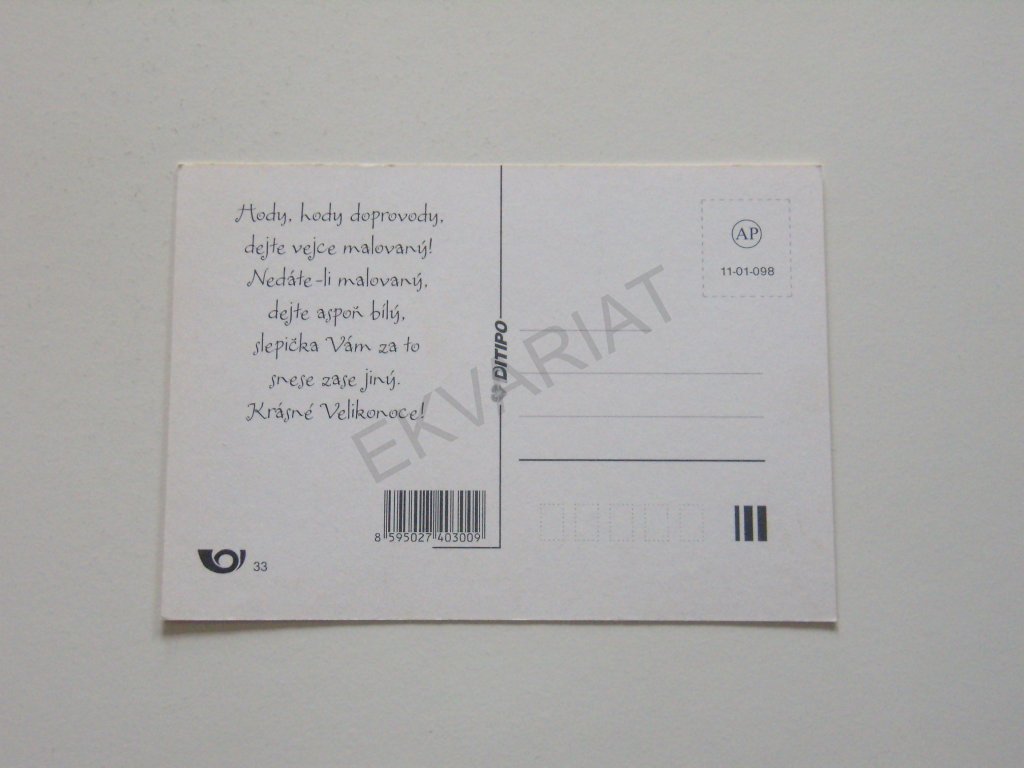 Hody, hody doprovody,
dejte vejce malovaný!
Nedáte-li malovaný,
dejte aspoň bílý,
slepička Vám za to
snese zase jiný.
Krásné Velikonoce!
8 595027 403009
33
DITIPO
AP
11-01-098
EKVARIAT